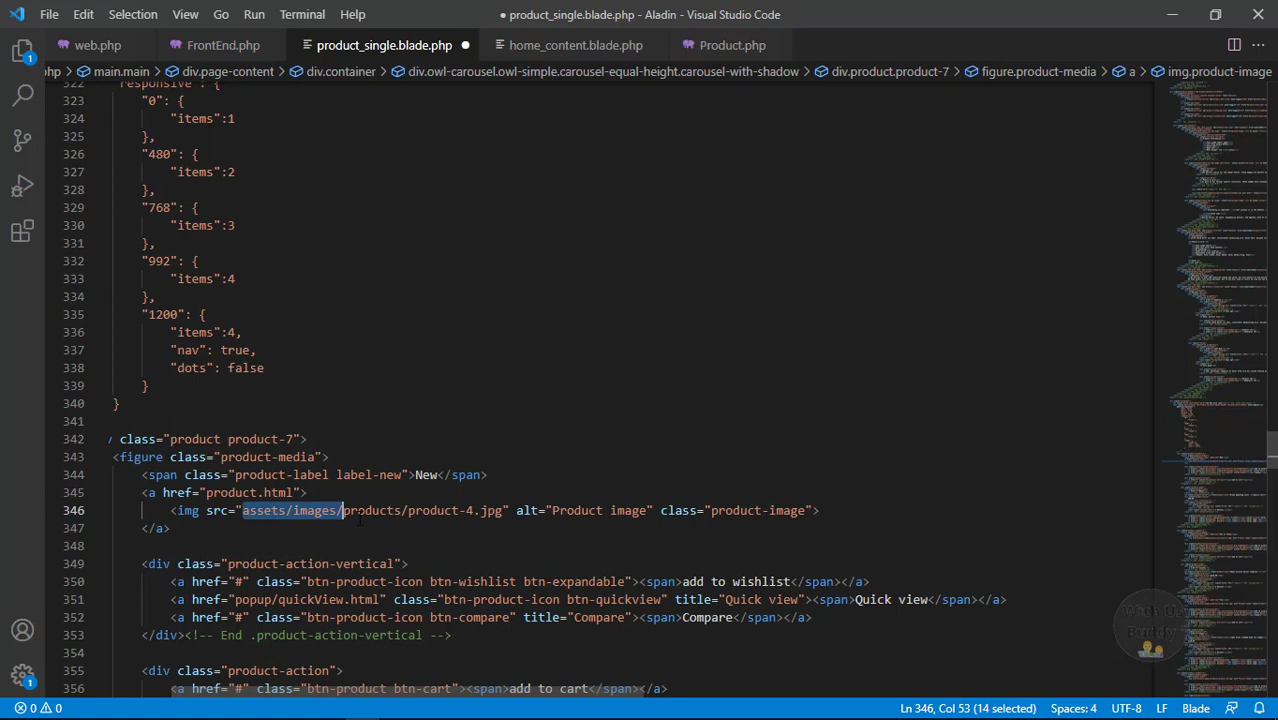 File Edit Selection View Go Run Terminal Help ● product_single.blade.php - Aladin - Visual Studio Code
web.php FrontEnd.php product_single.blade.php ● home_content.blade.php Product.php
php > main.main > div.page-content > div.container > div.owl-carousel.owl-simple.carousel-equal-height.carousel-with-shadow > div.product.product-7 > figure.product-media > a > img.product-image
322 "responsive": {
323 "0": {
324 "items":1
325 },
326 "480": {
327 "items":2
328 },
329 "768": {
330 "items":3
331 },
332 "992": {
333 "items":4
334 },
335 "1200": {
336 "items":4,
337 "nav": true,
338 "dots": false
339 }
340 }
341
342 class="product product-7">
343 <figure class="product-media">
344 <span class="product-label label-new">New</span>
345 <a href="product.html">
346 <img src="assets/images/products/product-4.jpg" alt="Product image" class="product-image">
347 </a>
348
349 <div class="product-action-vertical">
350 <a href="#" class="btn-product-icon btn-wishlist btn-expandable"><span>add to wishlist</span></a>
351 <a href="popup/quickView.html" class="btn-product-icon btn-quickview" title="Quick view"><span>Quick view</span></a>
352 <a href="#" class="btn-product-icon btn-compare" title="Compare"><span>Compare</span></a>
353 </div><!-- End .product-action-vertical -->
354
355 <div class="product-action">
356 <a href="#" class="btn-product btn-cart"><span>add to cart</span></a>
With Us Buddy
1
1
0 0 Ln 346, Col 53 (14 selected) Spaces: 4 UTF-8 LF Blade